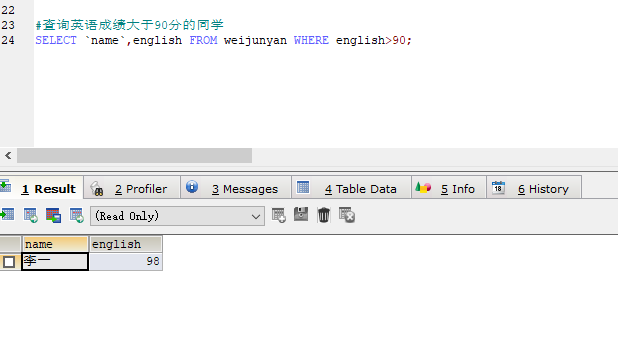 22
23 #查询英语成绩大于90分的同学
24 SELECT `name`,english FROM weijunyan WHERE english>90;
1 Result 2 Profiler 3 Messages 4 Table Data 5 Info 18 6 History
(Read Only)
name english
李一 98